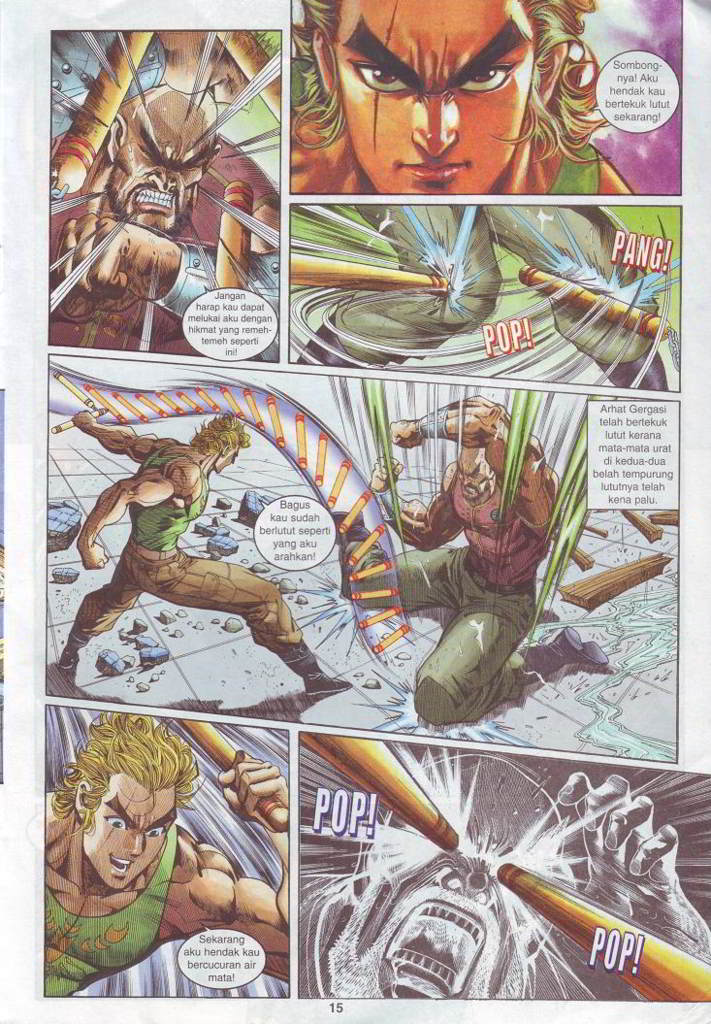 Jangan
harap kau dapat
melukai aku dengan
hikmat yang remeh-
temeh seperti
ini!
Sombong-
nya! Aku
hendak kau
bertekuk lutut
sekarang!
PANG!
POP!
Bagus
kau sudah
berlutut seperti
yang aku
arahkan!
Arhat Gergasi
telah bertekuk
lutut kerana
mata-mata urat
di kedua-dua
belah tempurung
lututnya telah
kena palu.
Sekarang
aku hendak kau
bercucuran air
mata!
POP!
POP!
15